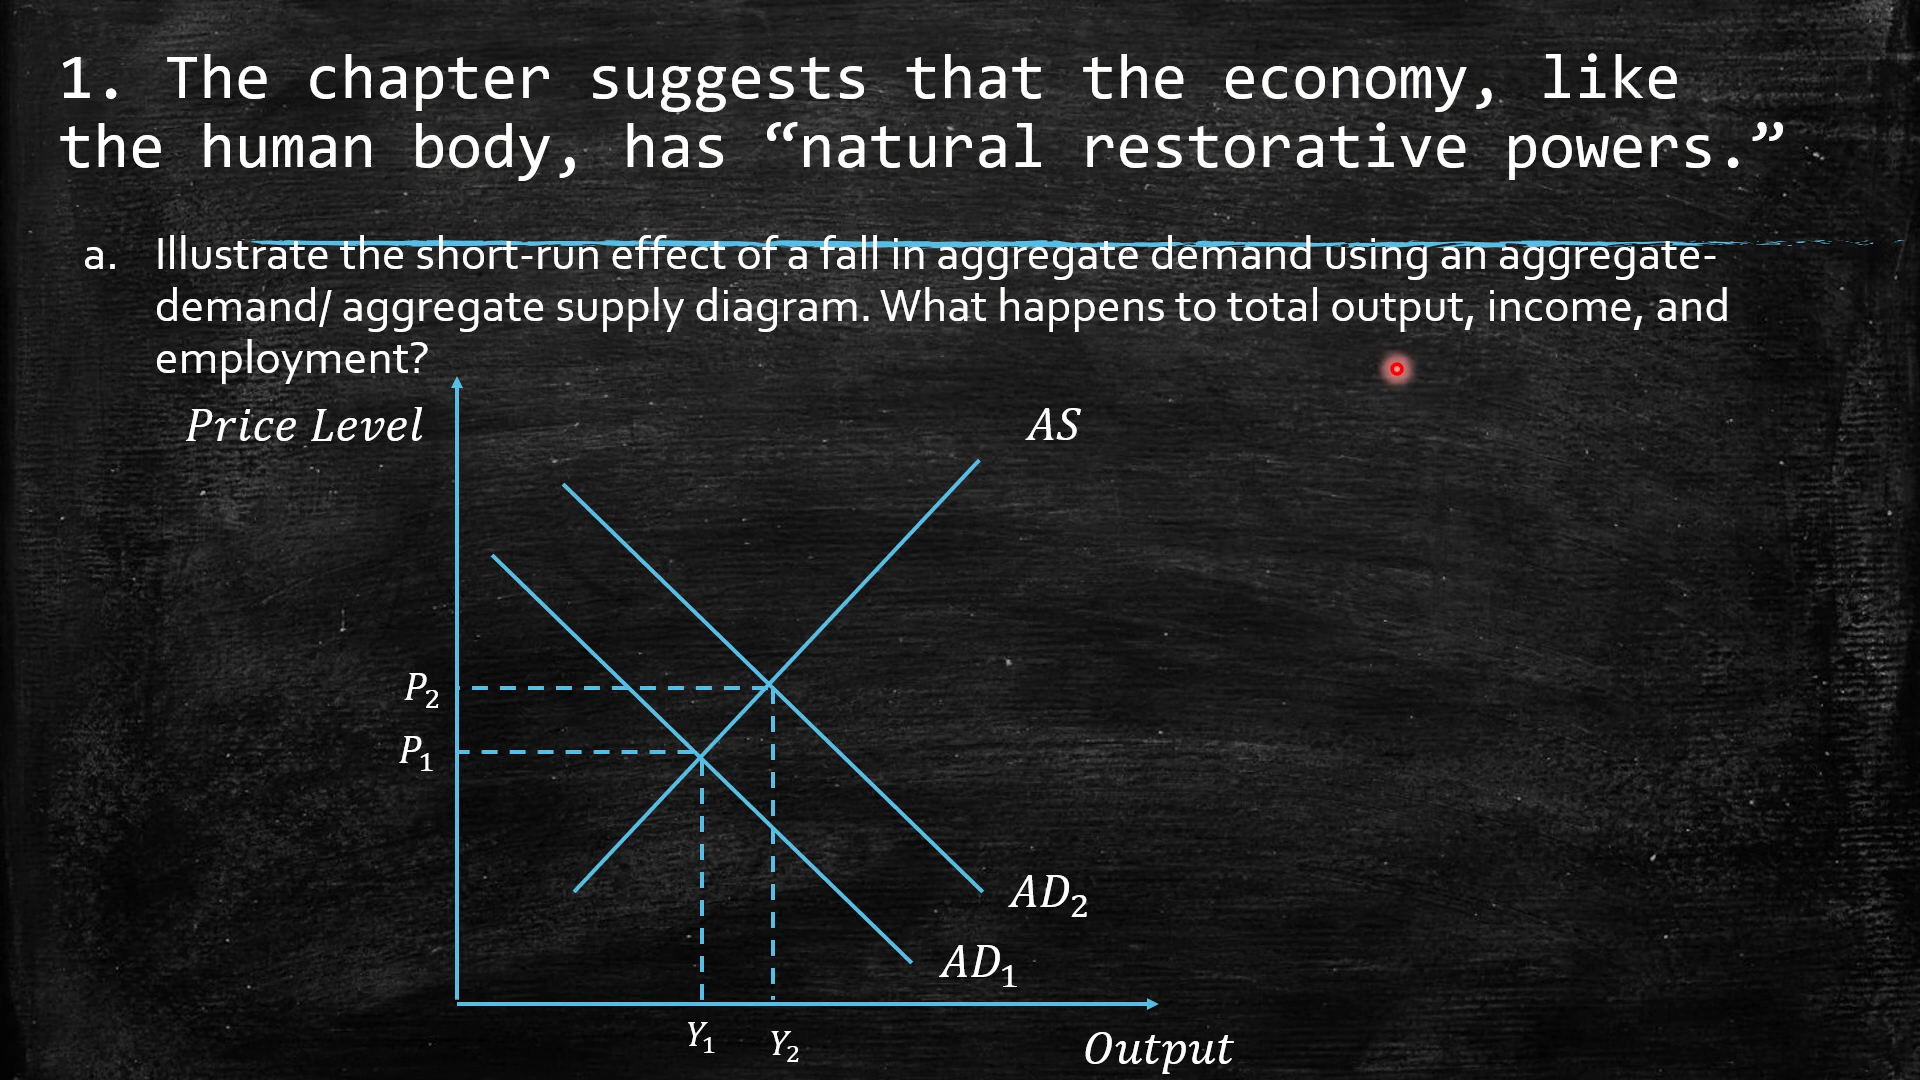 1. The chapter suggests that the economy, like
the human body, has “natural restorative powers.”
a. Illustrate the short-run effect of a fall in aggregate demand using an aggregate-
demand/ aggregate supply diagram. What happens to total output, income, and
employment?
Price Level
AS
P₂
P₁
AD₂
AD₁
Y₁
Y₂
Output